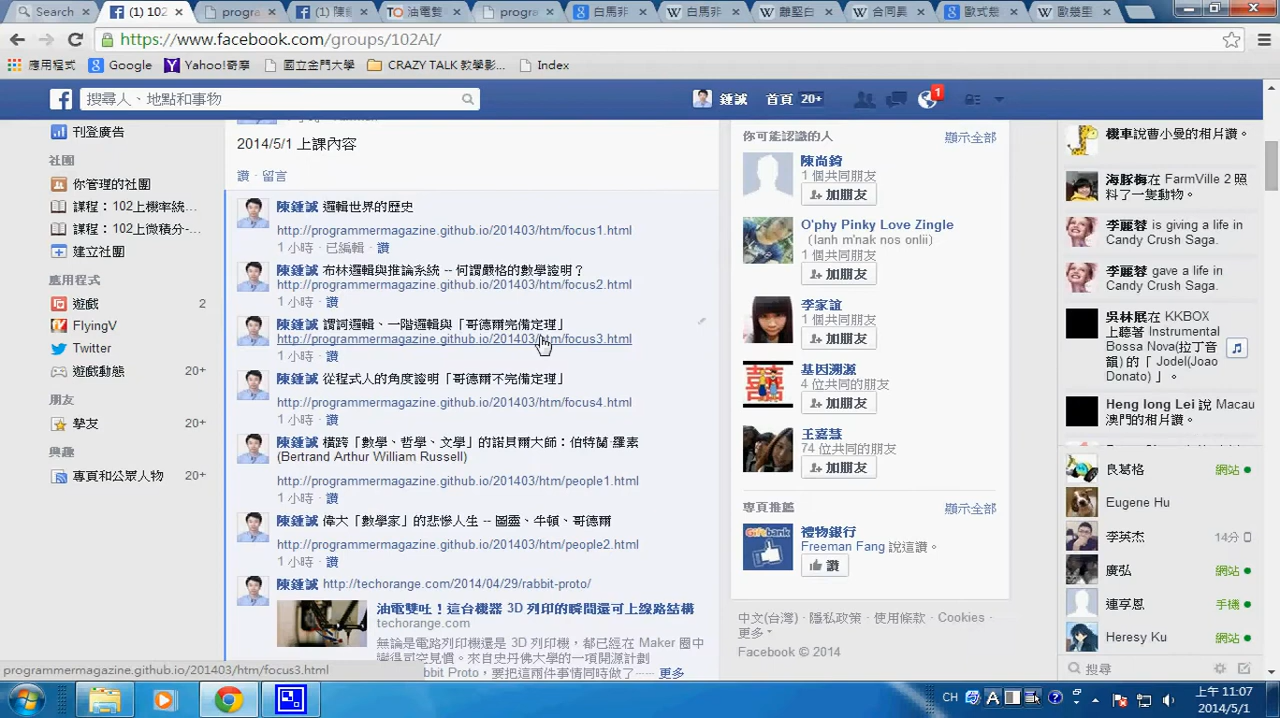 Search
(1) 102
progra
(1) 陳鍾
油電雙
progra
白馬非
白馬非
離堅白
合同異
歐式幾
歐幾里
https://www.facebook.com/groups/102AI/
應用程式
Google
Yahoo!奇摩
國立金門大學
CRAZY TALK 教學影...
Index
搜尋人、地點和事物
鍾誠
首頁 20+
1
刊登廣告
社團
你管理的社團
課程：102上機率統...
課程：102上微積分-...
建立社團
應用程式
遊戲 2
FlyingV
Twitter
遊戲動態 20+
朋友
摯友 20+
興趣
專頁和公眾人物 20+
2014/5/1 上課內容
讚 · 留言
陳鍾誠 邏輯世界的歷史
http://programmermagazine.github.io/201403/htm/focus1.html
1 小時 · 已編輯 · 讚
陳鍾誠 布林邏輯與推論系統 -- 何謂嚴格的數學證明？
http://programmermagazine.github.io/201403/htm/focus2.html
1 小時 · 讚
陳鍾誠 謂詞邏輯、一階邏輯與「哥德爾完備定理」
http://programmermagazine.github.io/201403/htm/focus3.html
1 小時 · 讚
陳鍾誠 從程式人的角度證明「哥德爾不完備定理」
http://programmermagazine.github.io/201403/htm/focus4.html
1 小時 · 讚
陳鍾誠 橫跨「數學、哲學、文學」的諾貝爾大師：伯特蘭 羅素
(Bertrand Arthur William Russell)
http://programmermagazine.github.io/201403/htm/people1.html
1 小時 · 讚
陳鍾誠 偉大「數學家」的悲慘人生 -- 圖靈、牛頓、哥德爾
http://programmermagazine.github.io/201403/htm/people2.html
1 小時 · 讚
陳鍾誠 http://techorange.com/2014/04/29/rabbit-proto/
油電雙吐！這台機器 3D 列印的瞬間還可上線路結構
techorange.com
無論是電路列印機還是 3D 列印機，都已經在 Maker 圈中
變得司空見慣。來自史丹佛大學的一項開源計劃
bbit Proto，要把這兩件事情同時做了…… 更多
你可能認識的人 顯示全部
陳尚錡
1 個共同朋友
加朋友
O'phy Pinky Love Zingle
(lanh m'nak nos onlii)
1 個共同朋友
加朋友
李家誼
1 個共同朋友
加朋友
基因溯源
4 位共同的朋友
加朋友
王嘉慧
74 位共同的朋友
加朋友
專頁推薦 顯示全部
禮物銀行
Freeman Fang 說這讚。
讚
Giftbank
中文(台灣) · 隱私政策 · 使用條款 · Cookies ·
更多
Facebook © 2014
機車說曹小曼的相片讚。
海豚梅在 FarmVille 2 照
料了一隻動物。
李麗蓉 is giving a life in
Candy Crush Saga.
李麗蓉 gave a life in
Candy Crush Saga.
吳林展在 KKBOX
上聽著 Instrumental
Bossa Nova(拉丁音
韻) 的「 Jodel(Joao
Donato) 」。
Heng long Lei 說 Macau
澳門的相片讚。
良葛格 網站
Eugene Hu
李英杰 14分
廣弘 網站
連享恩 手機
Heresy Ku 網站
搜尋
programmermagazine.github.io/201403/htm/focus3.html
CH
A
上午 11:07
2014/5/1